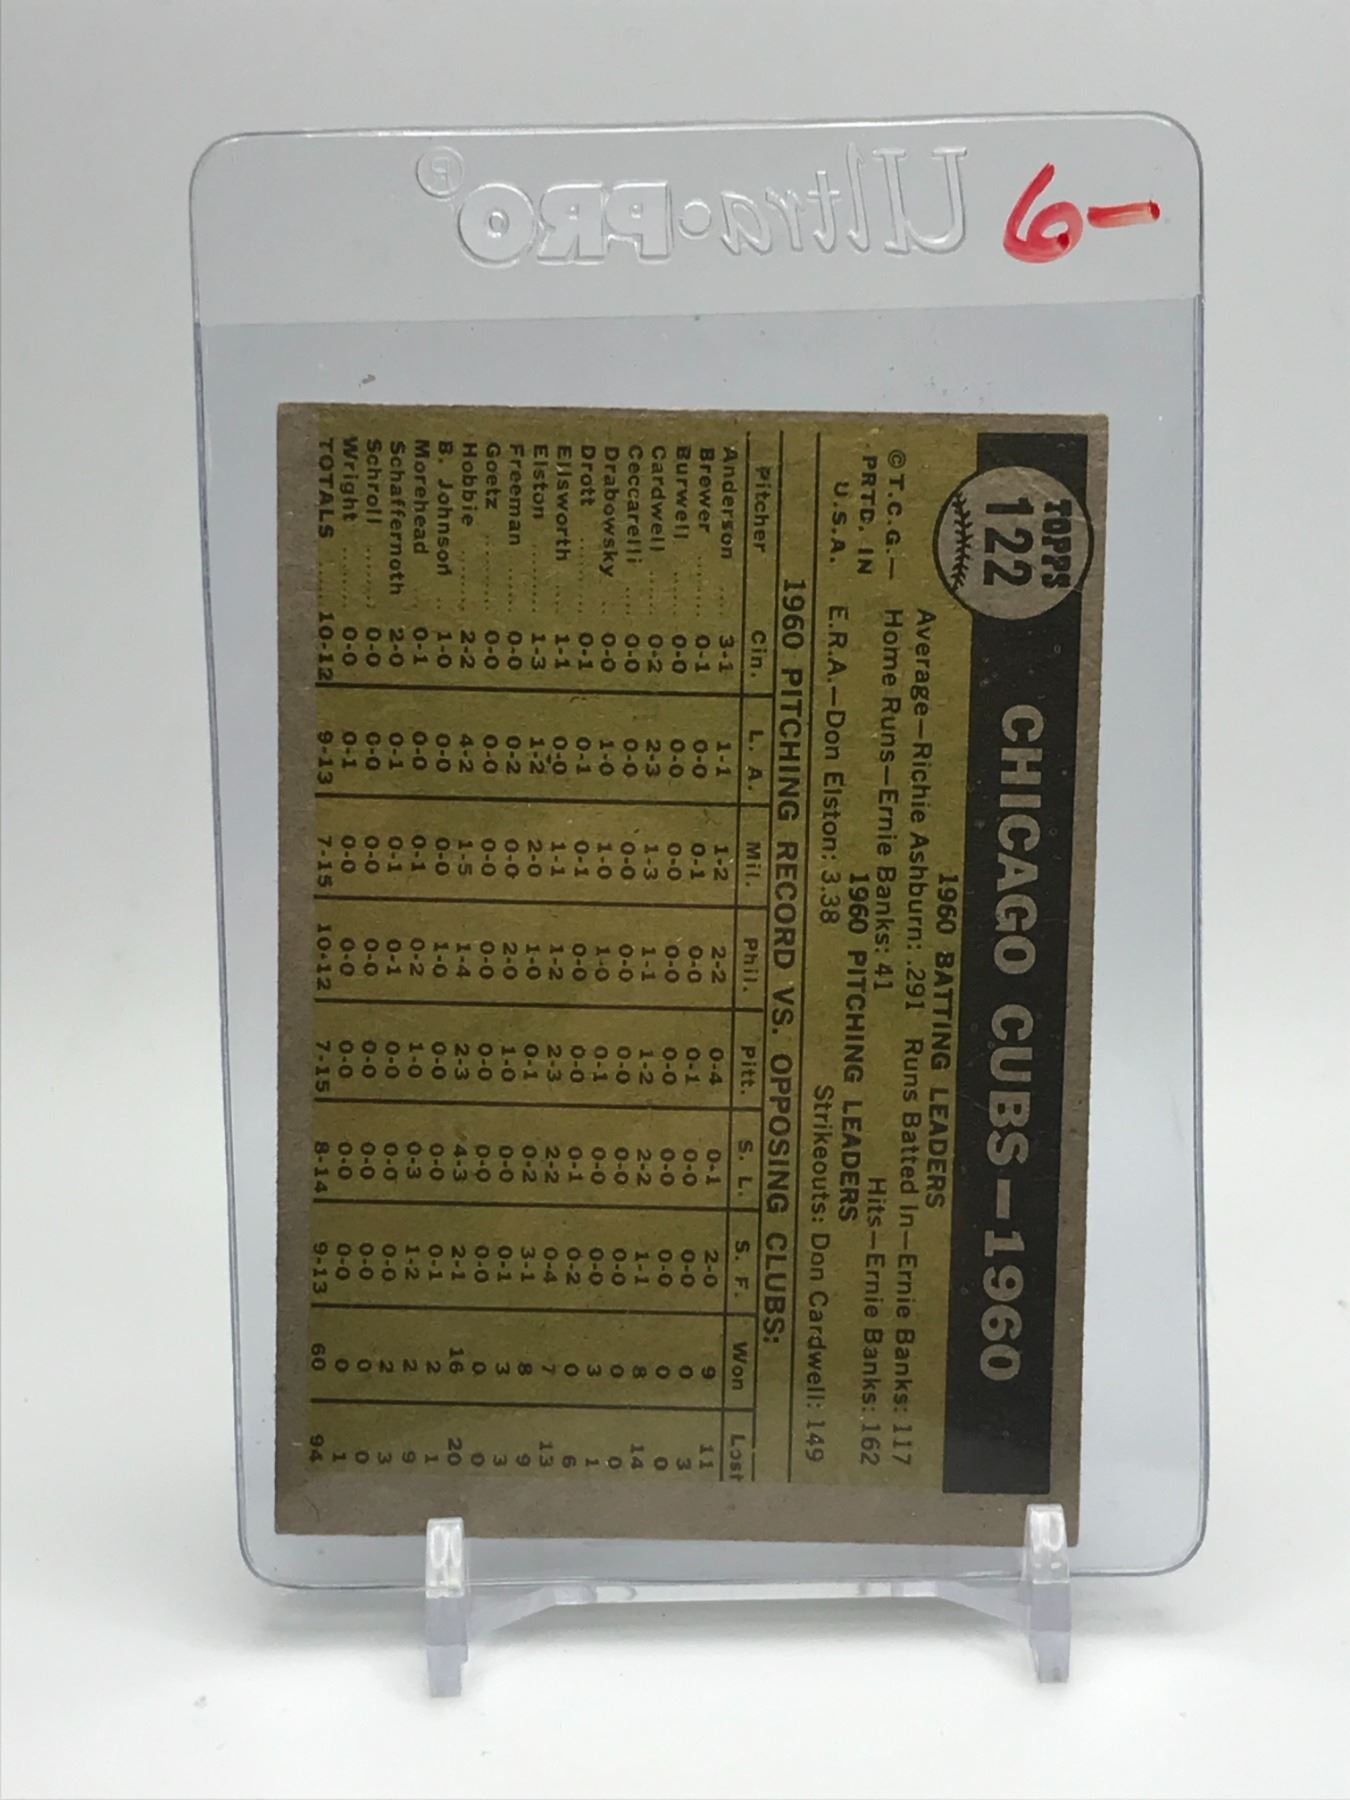 Ultra•PRO®
6-
TOPPS
122
CHICAGO CUBS—1960
1960 BATTING LEADERS
Average—Richie Ashburn: .291 Runs Batted In—Ernie Banks: 117
Home Runs—Ernie Banks: 41 Hits—Ernie Banks: 162
1960 PITCHING LEADERS
E.R.A.—Don Elston: 3.38 Strikeouts: Don Cardwell: 149
© T.C.G.—
PRTD. IN
U.S.A.
1960 PITCHING RECORD VS. OPPOSING CLUBS:
Pitcher Cin. L. A. Mil. Phil. Pitt. S. L. S. F. Won Lost
Anderson .... 3-1 1-1 1-2 2-2 0-4 0-1 2-0 9 11
Brewer ....... 0-1 0-0 0-1 0-0 0-1 0-0 0-0 0 3
Burwell ...... 0-0 0-0 0-0 0-0 0-0 0-0 0-0 0 0
Cardwell ..... 0-2 2-3 1-3 1-1 1-2 2-2 1-1 8 14
Ceccarelli .... 0-0 0-0 0-0 0-0 0-0 0-0 0-0 0 0
Drabowsky .. 0-0 1-0 1-0 1-0 0-1 0-0 0-0 3 1
Drott ......... 0-1 0-1 0-1 0-0 0-0 0-1 0-2 0 6
Ellsworth .... 1-1 0-0 1-1 1-2 2-3 2-2 0-4 7 13
Elston ........ 1-3 1-2 2-0 1-0 0-1 0-2 3-1 8 9
Freeman ..... 0-0 0-2 0-0 2-0 1-0 0-0 0-1 3 3
Goetz ......... 0-0 0-0 0-0 0-0 0-0 0-0 0-0 0 0
Hobbie ....... 2-2 4-2 1-5 1-4 2-3 4-3 2-1 16 20
B. Johnson .. 1-0 0-0 0-0 1-0 0-0 0-0 0-1 2 1
Morehead .... 0-1 0-0 0-1 0-2 1-0 0-3 1-2 2 9
Schaffernoth 2-0 0-1 0-1 0-1 0-0 0-0 0-0 2 3
Schroll ....... 0-0 0-0 0-0 0-0 0-0 0-0 0-0 0 0
Wright ....... 0-0 0-1 0-0 0-0 0-0 0-0 0-0 0 1
TOTALS ..... 10-12 9-13 7-15 10-12 7-15 8-14 9-13 60 94